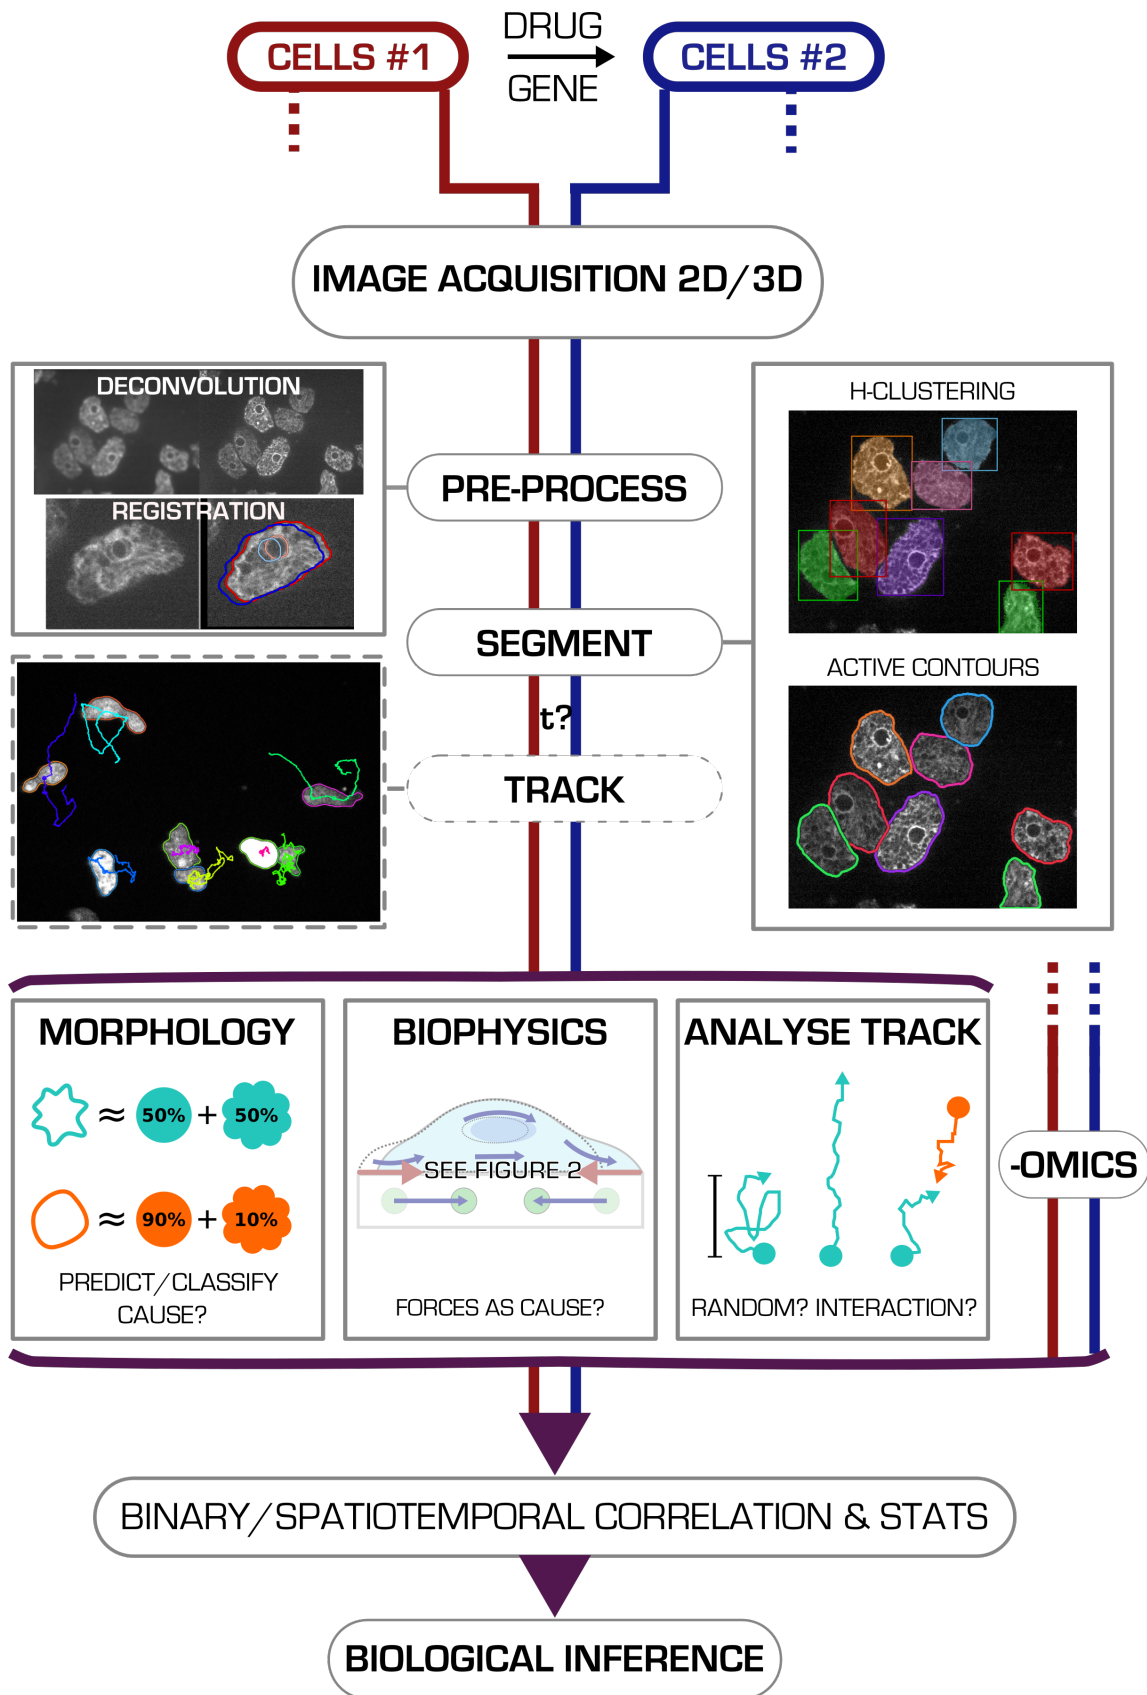 CELLS #1
DRUG
GENE
CELLS #2
IMAGE ACQUISITION 2D/3D
DECONVOLUTION
REGISTRATION
PRE-PROCESS
H-CLUSTERING
SEGMENT
ACTIVE CONTOURS
t?
TRACK
MORPHOLOGY
≈ 50% + 50%
≈ 90% + 10%
PREDICT/CLASSIFY
CAUSE?
BIOPHYSICS
SEE FIGURE 2
FORCES AS CAUSE?
ANALYSE TRACK
RANDOM? INTERACTION?
-OMICS
BINARY/SPATIOTEMPORAL CORRELATION & STATS
BIOLOGICAL INFERENCE